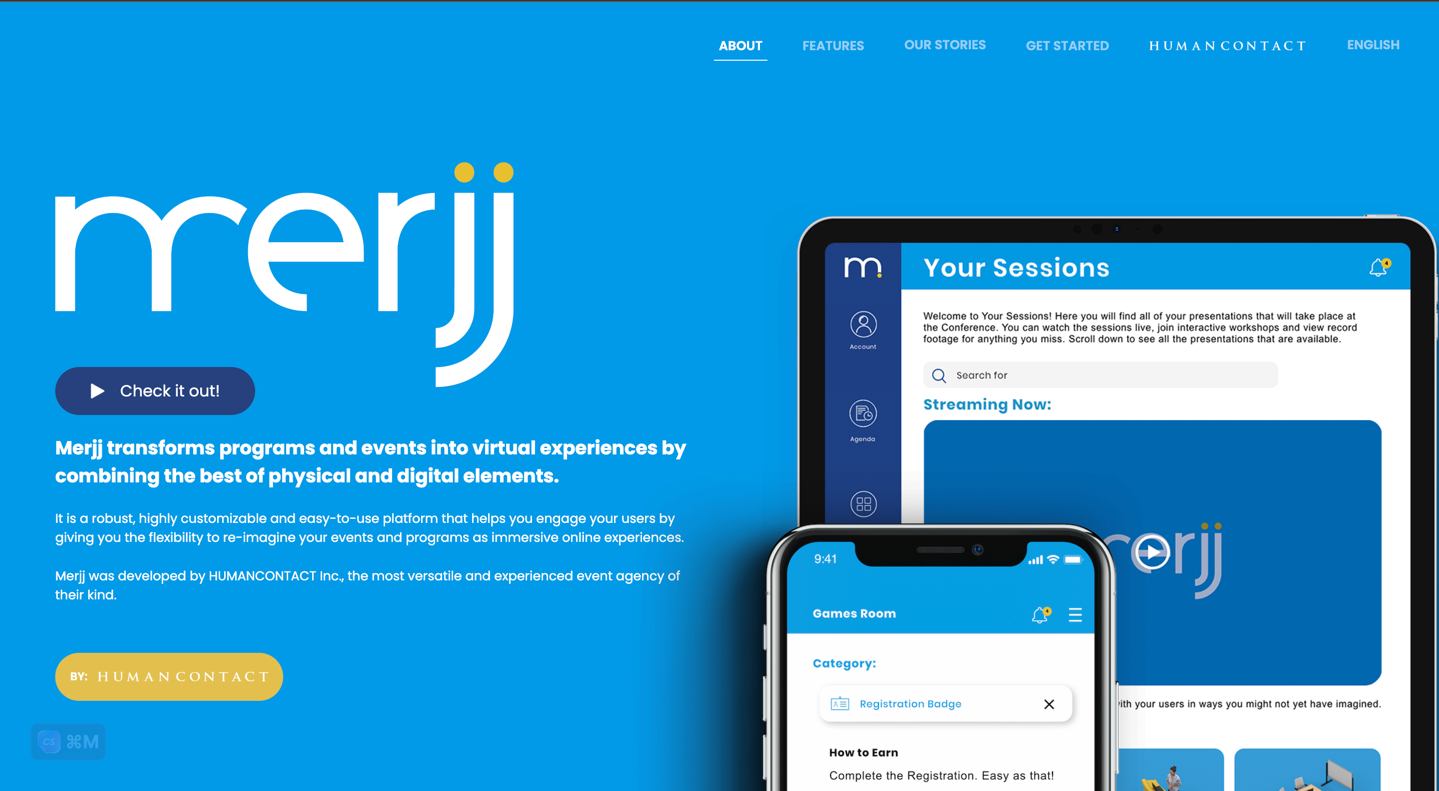 ABOUT FEATURES OUR STORIES GET STARTED HUMANCONTACT ENGLISH
merjj
Check it out!
Merjj transforms programs and events into virtual experiences by
combining the best of physical and digital elements.
It is a robust, highly customizable and easy-to-use platform that helps you engage your users by
giving you the flexibility to re-imagine your events and programs as immersive online experiences.
Merjj was developed by HUMANCONTACT Inc., the most versatile and experienced event agency of
their kind.
BY: HUMANCONTACT
CS ⌘M
m
Account
Agenda
Your Sessions
Welcome to Your Sessions! Here you will find all of your presentations that will take place at
the Conference. You can watch the sessions live, join interactive workshops and view record
footage for anything you miss. Scroll down to see all the presentations that are available.
Search for
Streaming Now:
erjj
with your users in ways you might not yet have imagined.
9:41
Games Room
Category:
Registration Badge
How to Earn
Complete the Registration. Easy as that!